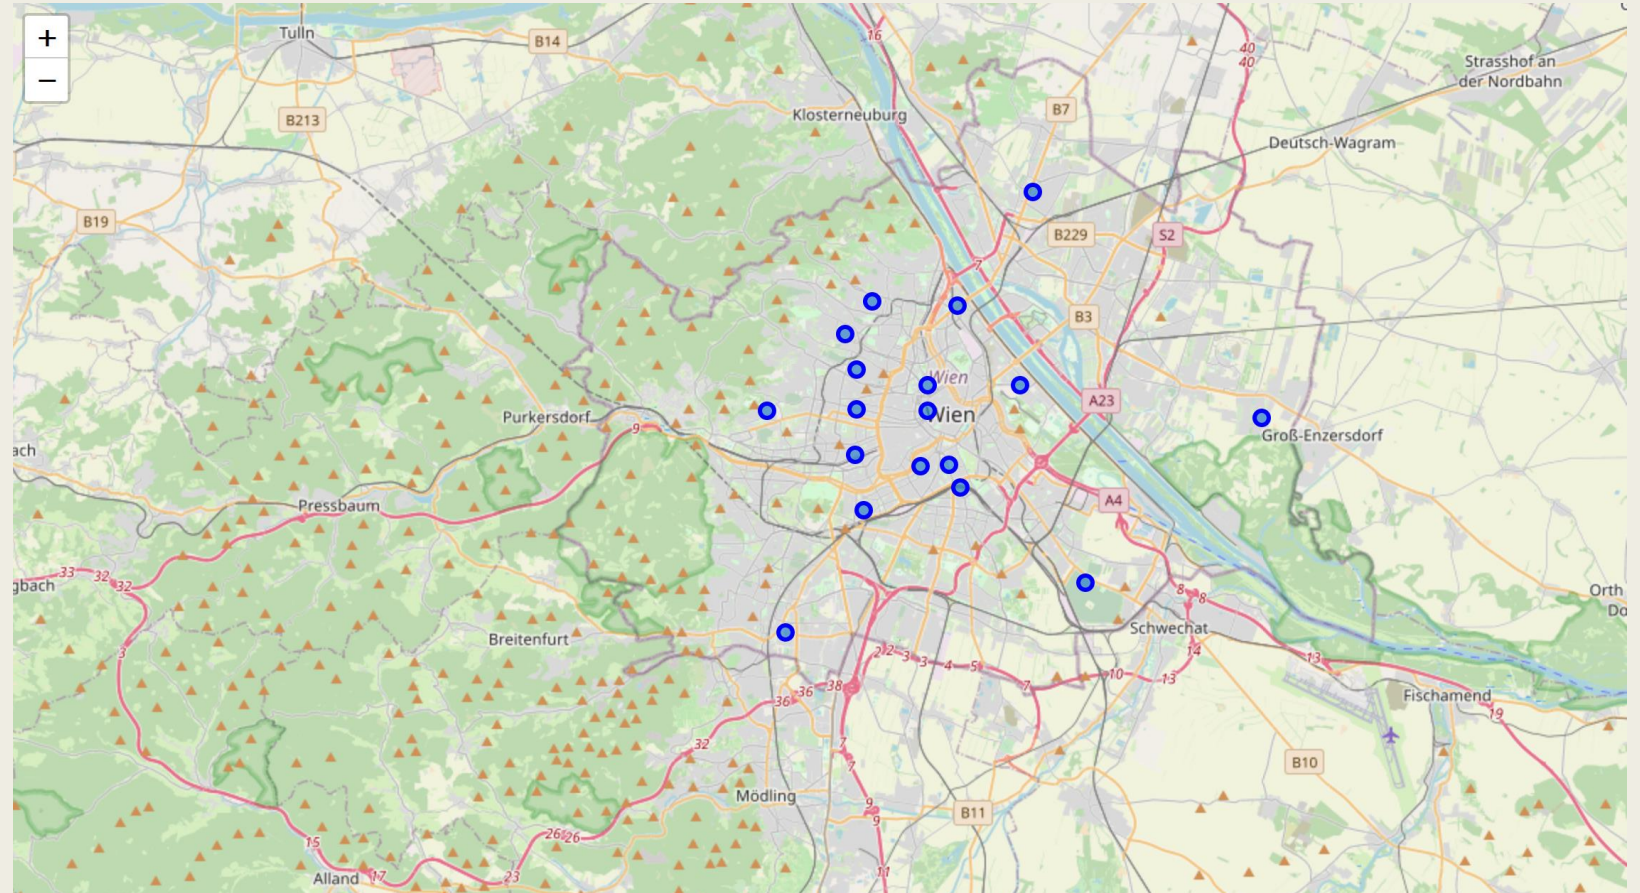 +
−
Tulln
B14
16
40
40
Strasshof an
der Nordbahn
B213
Klosterneuburg
B7
Deutsch-Wagram
B19
B229
S2
7
B3
Wien
A23
Purkersdorf
9
Wien
Groß-Enzersdorf
ach
Pressbaum
A4
33
32
32
gbach
8
8
Orth
Do
Breitenfurt
Schwechat
3
2
2
3
3
4
5
14
13
7
10
13
36
36
38
Fischamend
19
32
7
7
B10
Mödling
9
9
B11
26
26
15
Alland
17
23
11